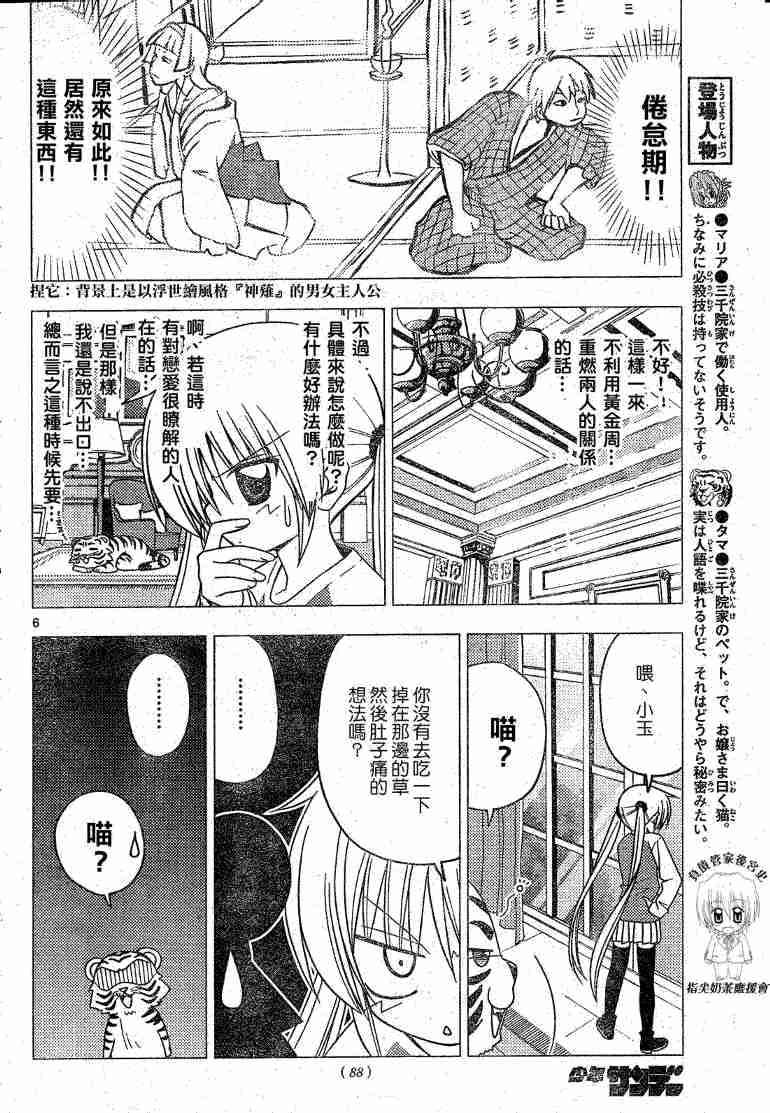 倦怠期!!
原來如此!!
居然還有
這種東西!!
捏它：背景上是以浮世繪風格『神薙』的男女主人公
不好！
這樣一來
不利用黃金周…
重燃兩人的關係
的話…
不過、
具體來說怎麼做呢?
有什麼好辦法嗎?
啊、若這時
有對戀愛很瞭解的人
在的話…
但是那樣
我還是說不出口…
總而言之這種時候先要…
6
喂、小玉
喵?
你沒有去吃一下
掉在那邊的草
然後肚子痛的
想法嗎?
………
………
喵?
登場人物
とうじょうじんぶつ
●マリア●三千院家で働く使用人。
ちなみに必殺技は持ってないそうです。
●タマ●三千院家のペット。で、お嬢さま曰く猫。
実は人語を喋れるけど、それはどうやら秘密みたい。
負債管家後宮史
指尖奶茶應援會
(88)
少年サンデー